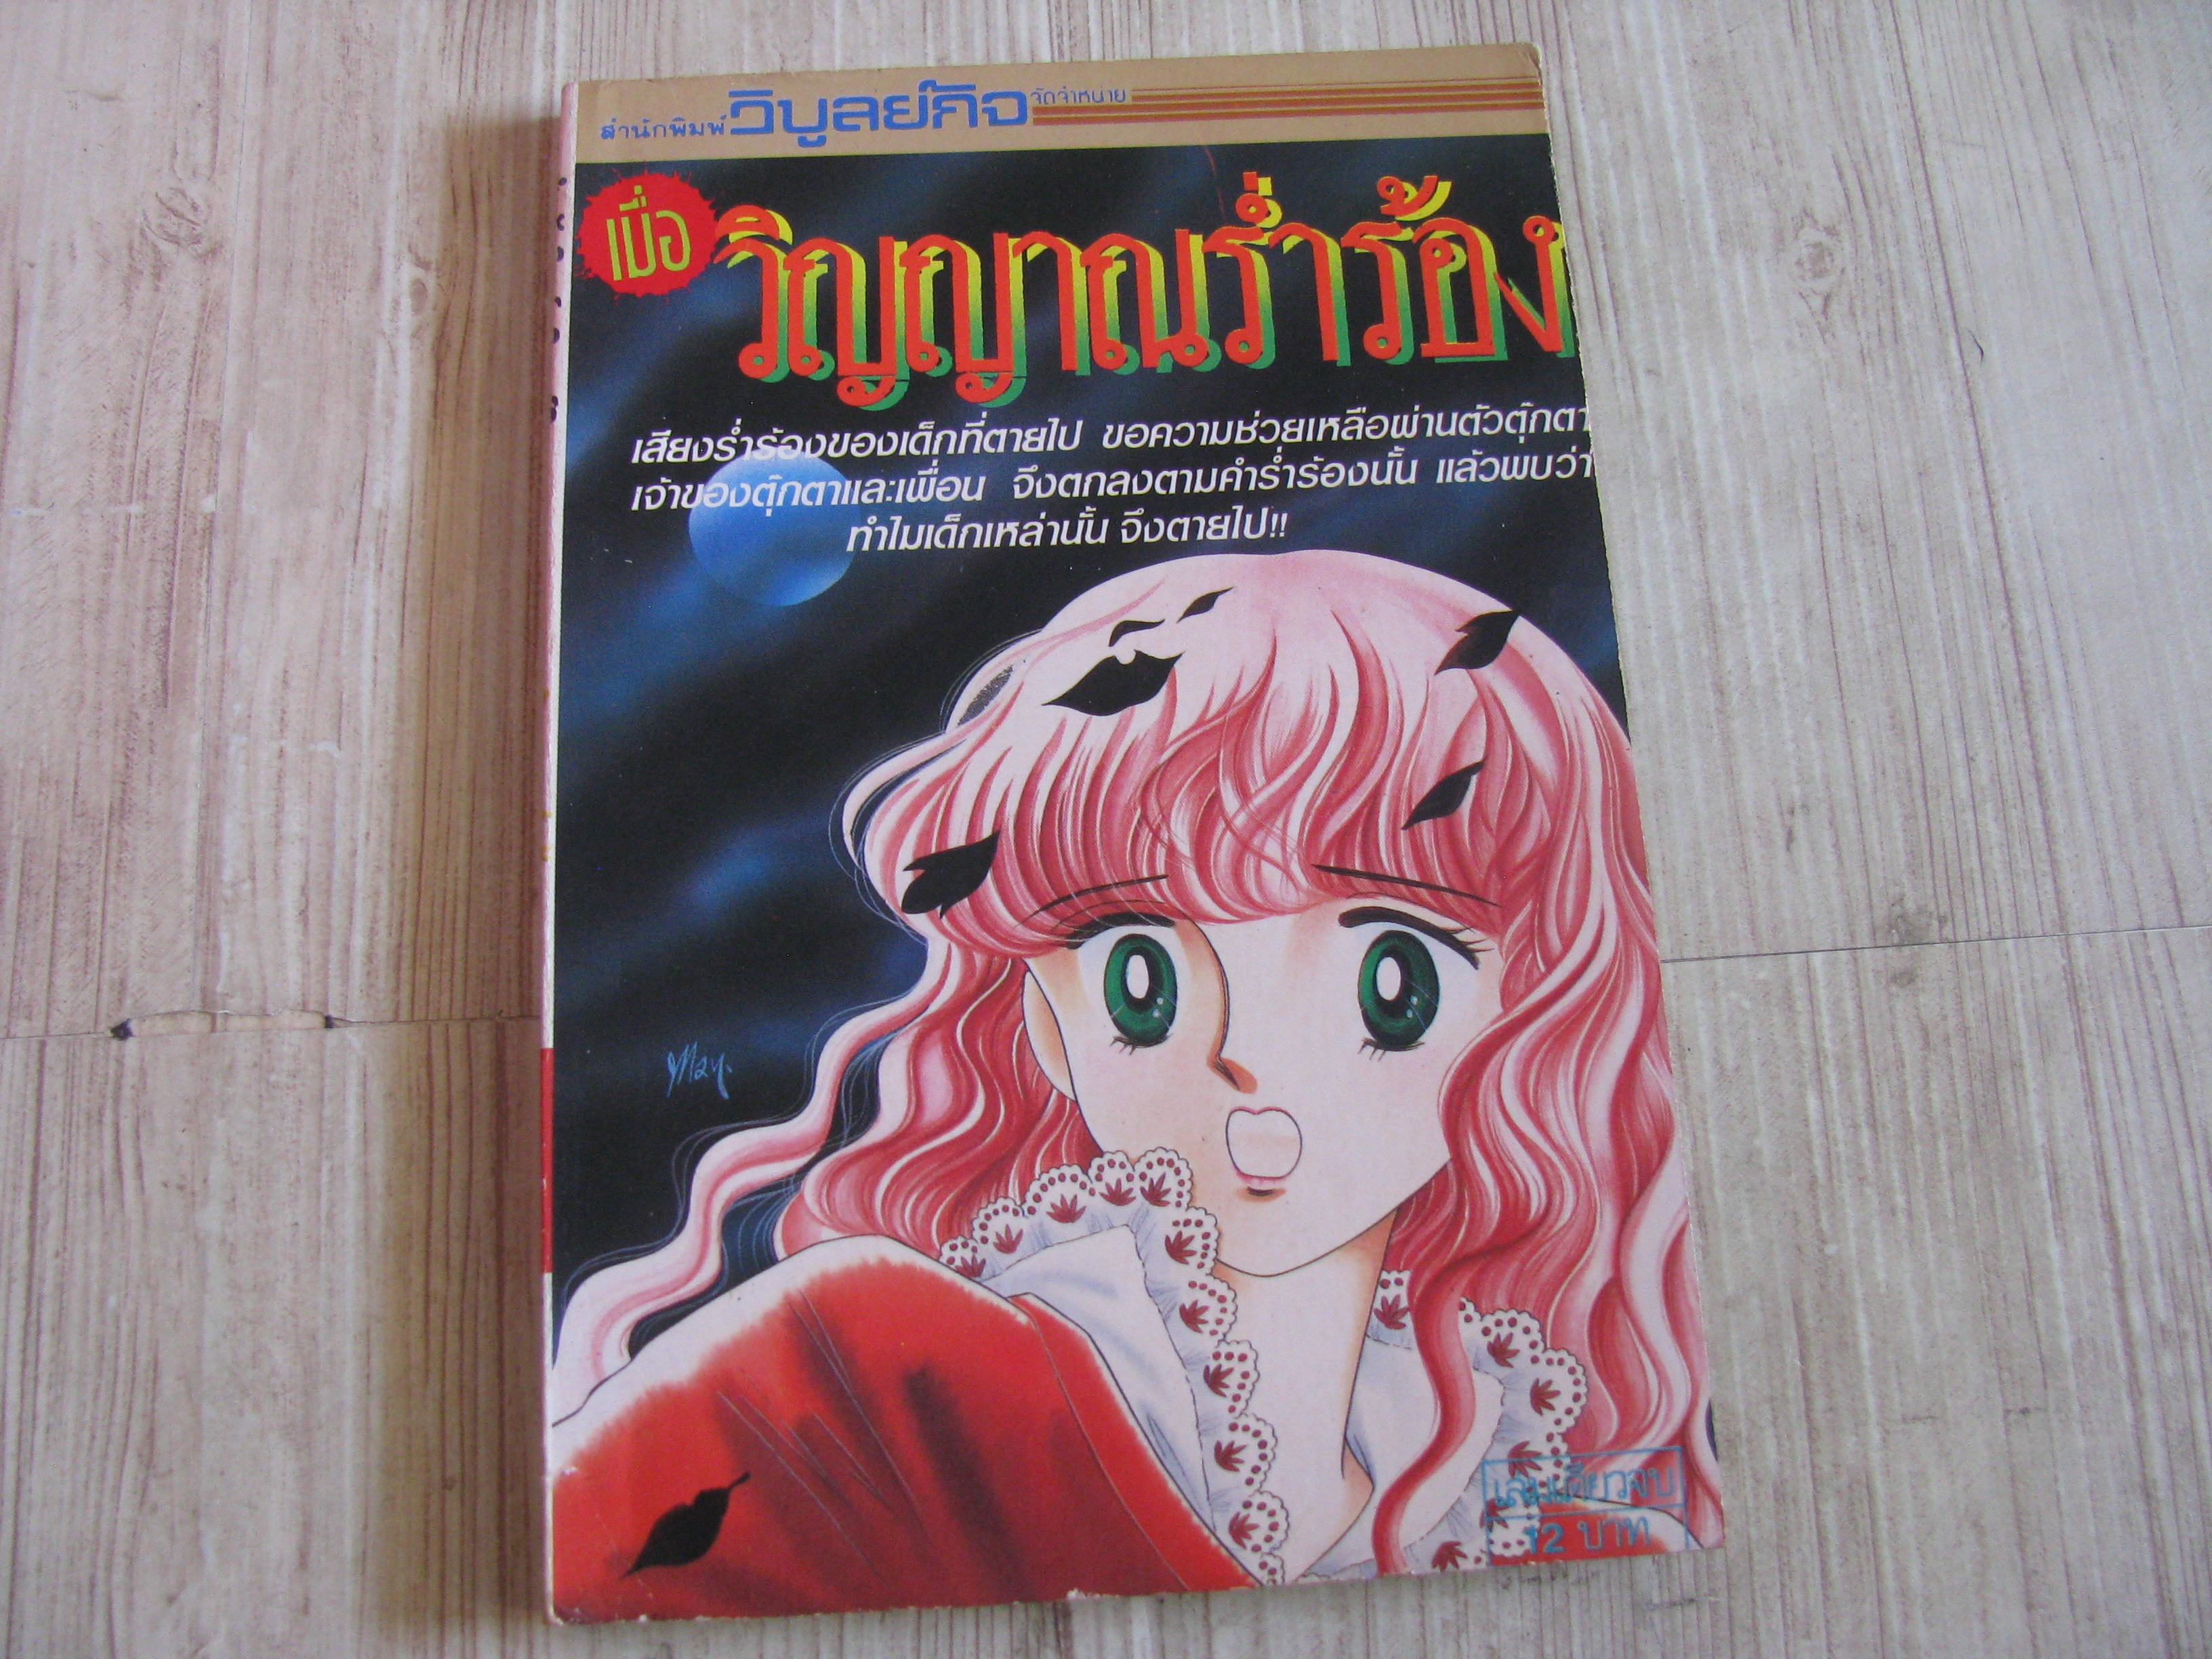 สำนักพิมพ์ วิบูลย์กิจ จัดจำหน่าย
เมื่อ วิญญาณร่ำร้อง
เสียงร่ำร้องของเด็กที่ตายไป ขอความช่วยเหลือผ่านตัวตุ๊กตา
เจ้าของตุ๊กตาและเพื่อน จึงตกลงตามคำร่ำร้องนั้น แล้วพบว่า
ทำไมเด็กเหล่านั้น จึงตายไป!!
May.
เล่มเดียวจบ
12 บาท